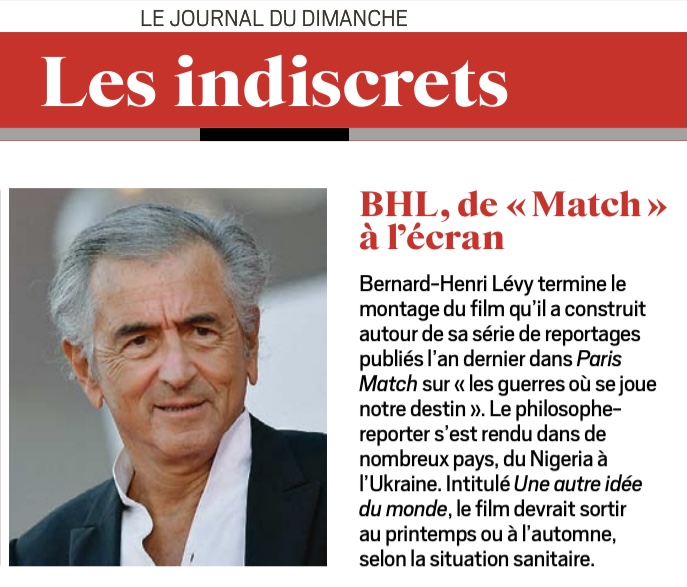 LE JOURNAL DU DIMANCHE
Les indiscrets
BHL, de « Match »
à l’écran
Bernard-Henri Lévy termine le
montage du film qu’il a construit
autour de sa série de reportages
publiés l’an dernier dans Paris
Match sur « les guerres où se joue
notre destin ». Le philosophe-
reporter s’est rendu dans de
nombreux pays, du Nigeria à
l’Ukraine. Intitulé Une autre idée
du monde, le film devrait sortir
au printemps ou à l’automne,
selon la situation sanitaire.